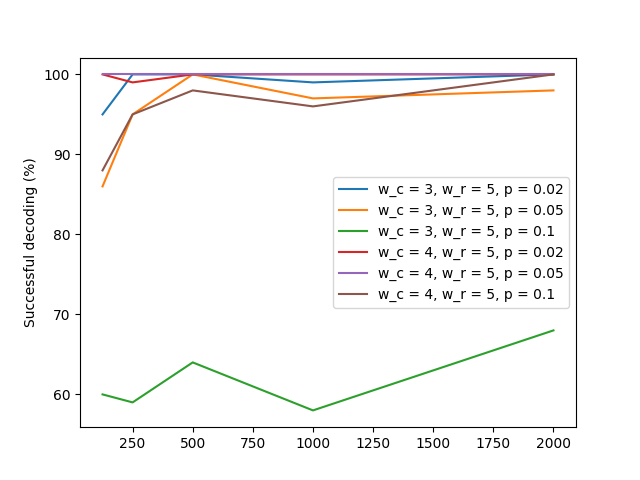 100
90
80
70
60
Successful decoding (%)
w_c = 3, w_r = 5, p = 0.02
w_c = 3, w_r = 5, p = 0.05
w_c = 3, w_r = 5, p = 0.1
w_c = 4, w_r = 5, p = 0.02
w_c = 4, w_r = 5, p = 0.05
w_c = 4, w_r = 5, p = 0.1
250 500 750 1000 1250 1500 1750 2000